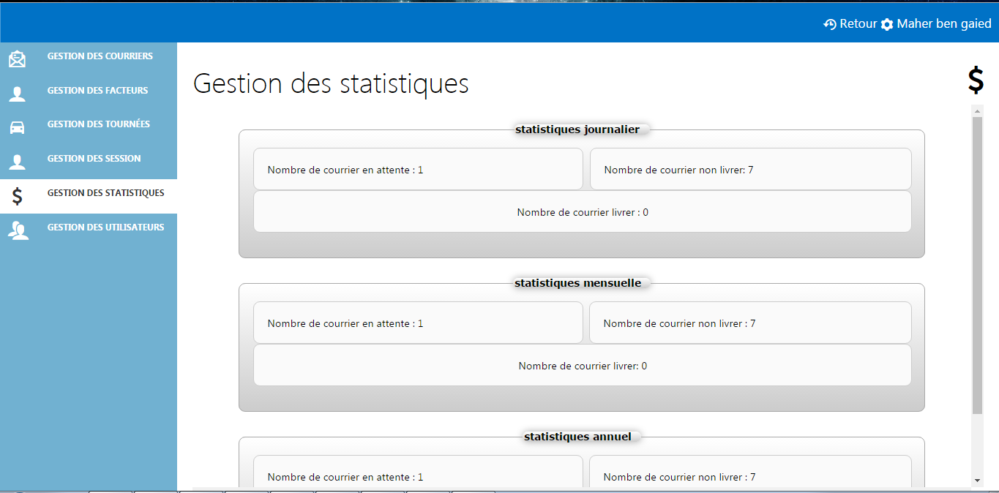 Retour Maher ben gaied
GESTION DES COURRIERS
GESTION DES FACTEURS
GESTION DES TOURNÉES
GESTION DES SESSION
GESTION DES STATISTIQUES
GESTION DES UTILISATEURS
Gestion des statistiques
$
statistiques journalier
Nombre de courrier en attente : 1
Nombre de courrier non livrer: 7
Nombre de courrier livrer : 0
statistiques mensuelle
Nombre de courrier en attente : 1
Nombre de courrier non livrer : 7
Nombre de courrier livrer: 0
statistiques annuel
Nombre de courrier en attente : 1
Nombre de courrier non livrer : 7